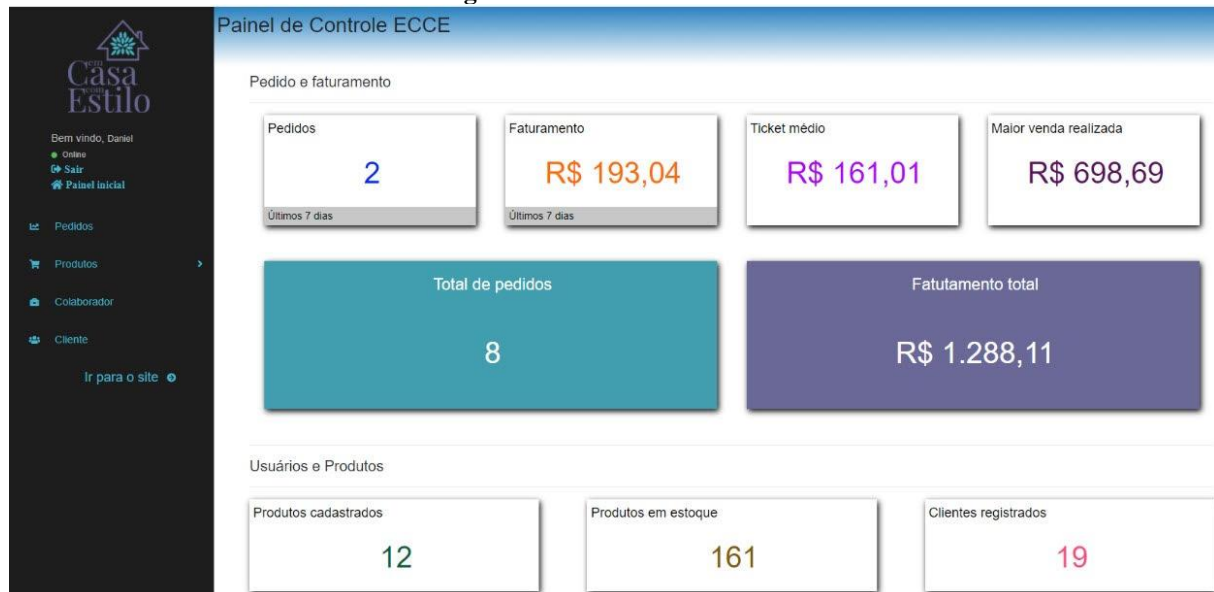 Painel de Controle ECCE
em
Casa
com
Estilo
Bem vindo, Daniel
Online
Sair
Painel inicial
Pedidos
Produtos
Colaborador
Cliente
Ir para o site
Pedido e faturamento
Pedidos
2
Últimos 7 dias
Faturamento
R$ 193,04
Últimos 7 dias
Ticket médio
R$ 161,01
Maior venda realizada
R$ 698,69
Total de pedidos
8
Fatutamento total
R$ 1.288,11
Usuários e Produtos
Produtos cadastrados
12
Produtos em estoque
161
Clientes registrados
19